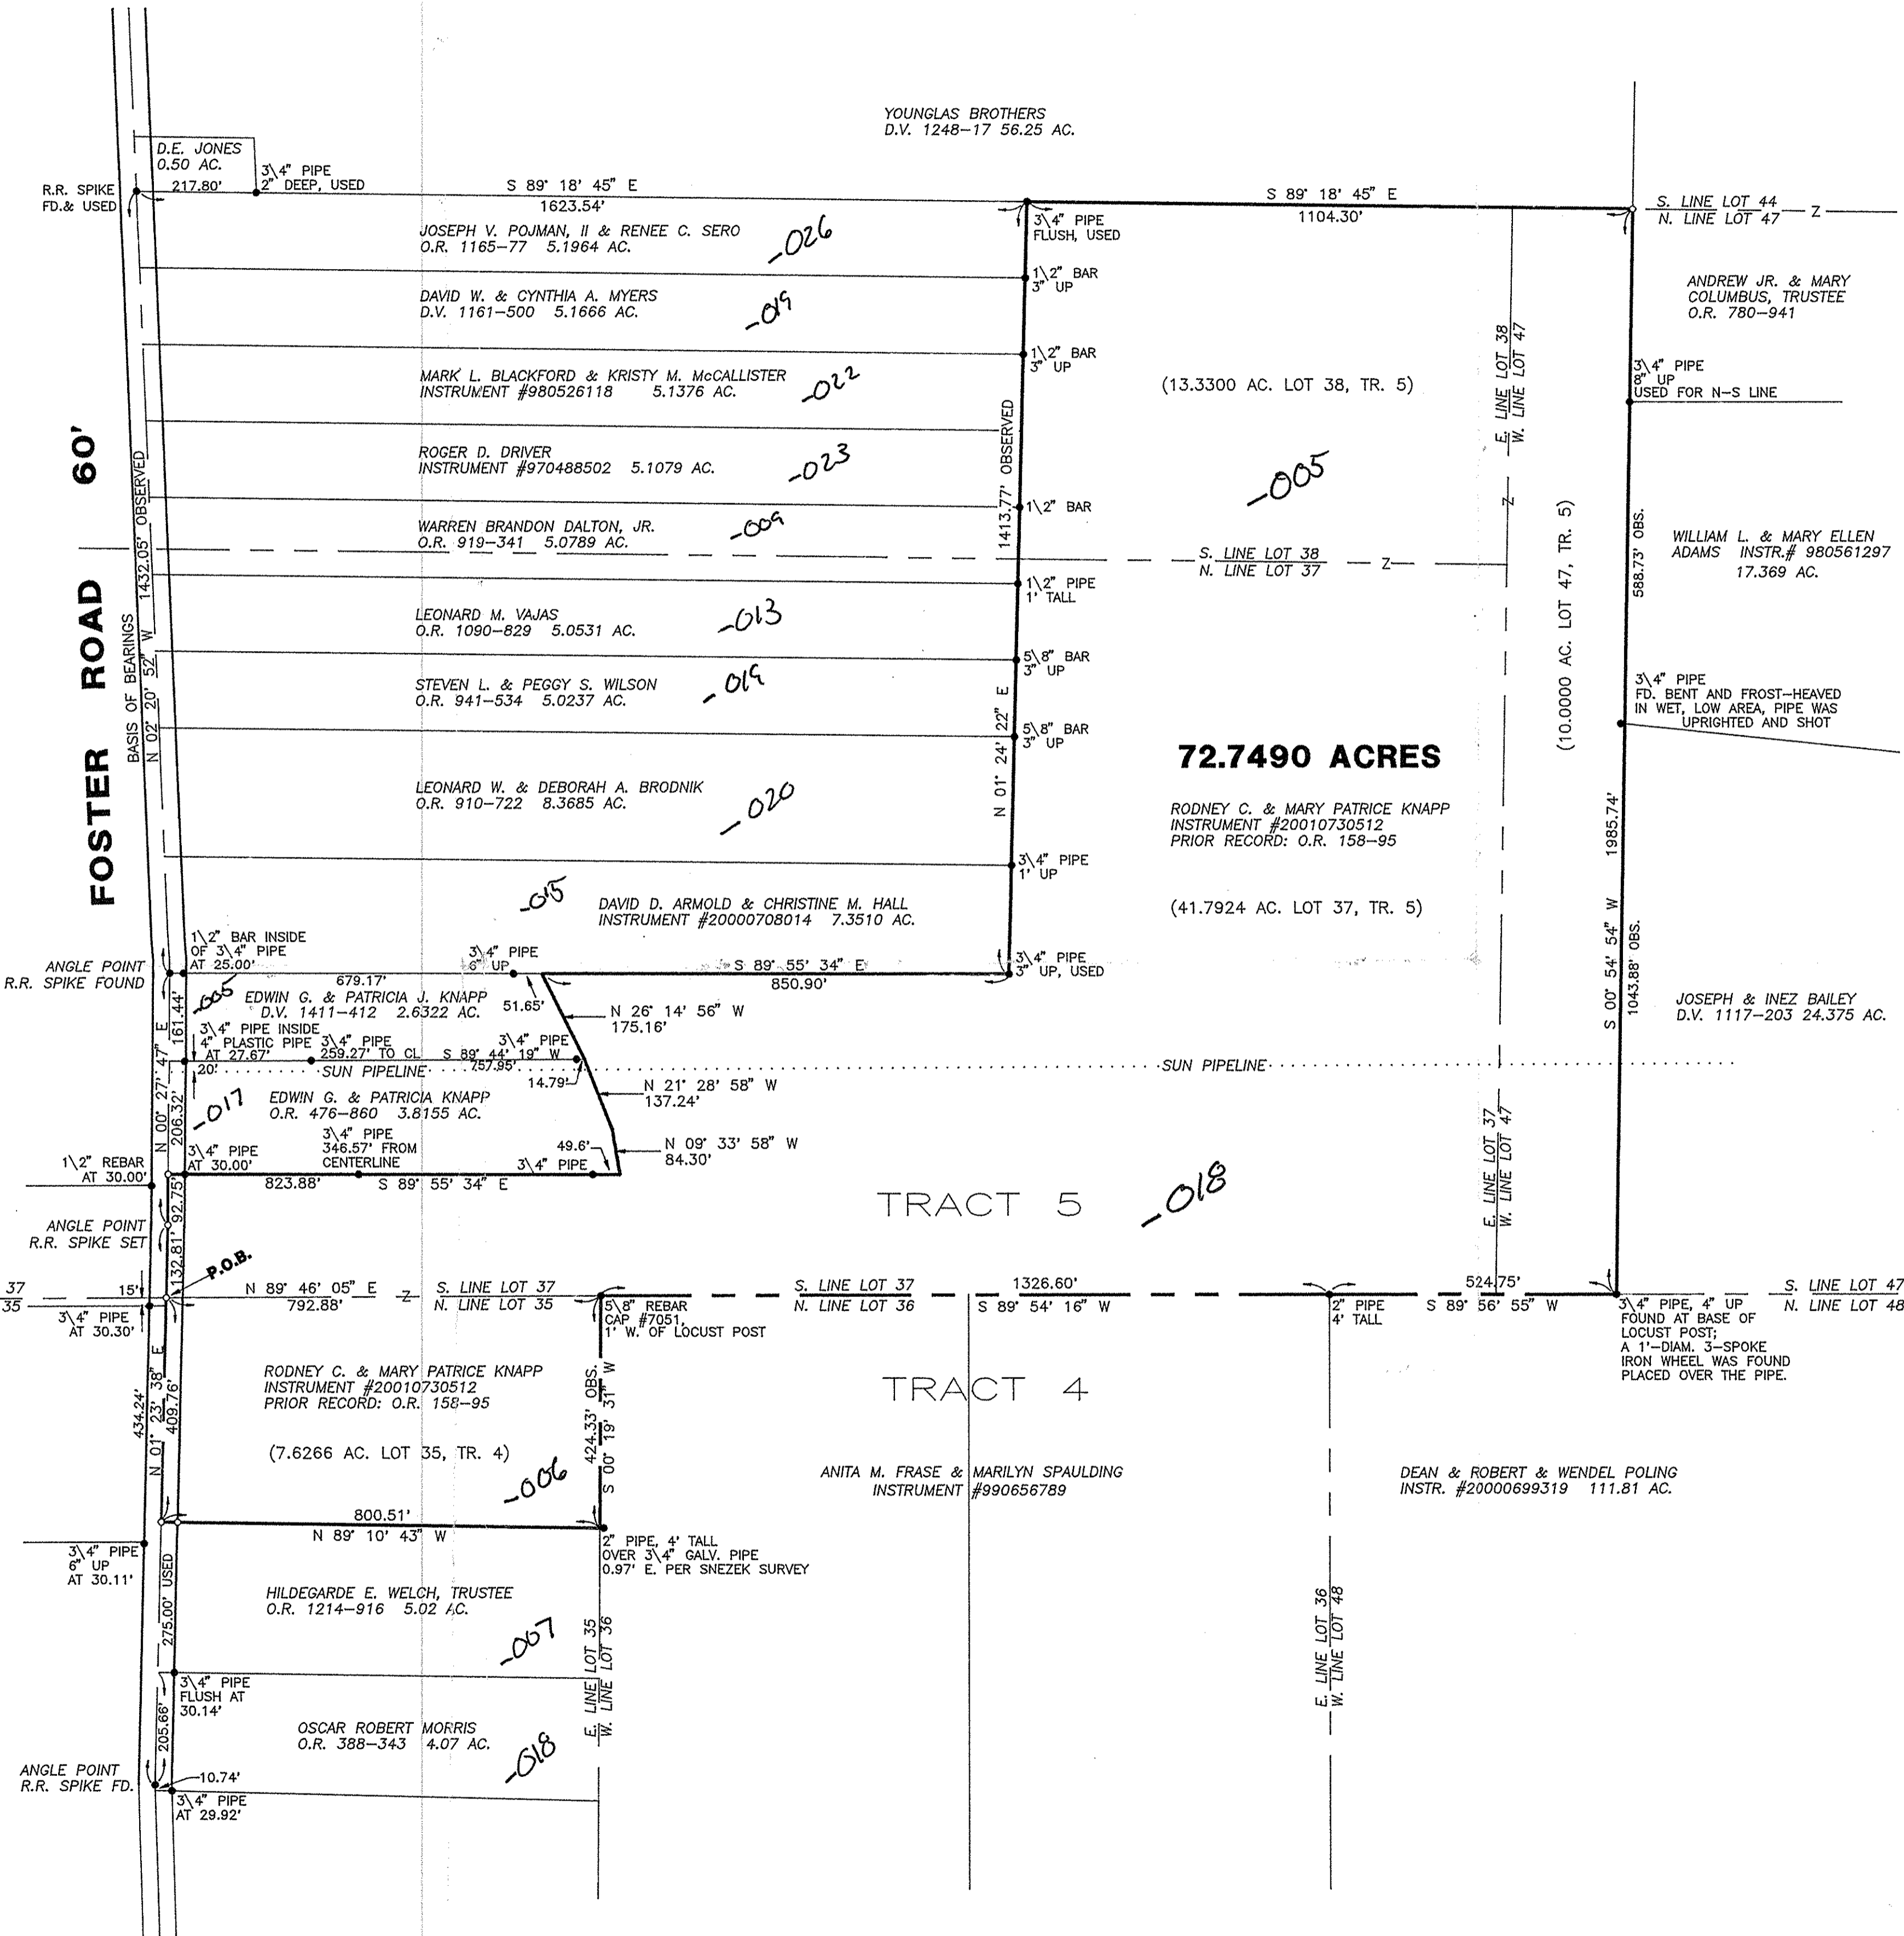 YOUNGLAS BROTHERS
D.V. 1248–17 56.25 AC.
D.E. JONES
0.50 AC.
3\4" PIPE
2" DEEP, USED
R.R. SPIKE
FD.& USED
217.80'
S 89° 18' 45" E
1623.54'
S 89° 18' 45" E
1104.30'
S. LINE LOT 44
N. LINE LOT 47
Z
3\4" PIPE
FLUSH, USED
JOSEPH V. POJMAN, II & RENEE C. SERO
O.R. 1165–77 5.1964 AC.
-026
1\2" BAR
3" UP
DAVID W. & CYNTHIA A. MYERS
D.V. 1161–500 5.1666 AC.
-019
1\2" BAR
3" UP
MARK L. BLACKFORD & KRISTY M. McCALLISTER
INSTRUMENT #980526118 5.1376 AC.
-022
ROGER D. DRIVER
INSTRUMENT #970488502 5.1079 AC.
-023
1\2" BAR
WARREN BRANDON DALTON, JR.
O.R. 919–341 5.0789 AC.
-009
1\2" PIPE
1' TALL
LEONARD M. VAJAS
O.R. 1090–829 5.0531 AC.
-013
5\8" BAR
3" UP
STEVEN L. & PEGGY S. WILSON
O.R. 941–534 5.0237 AC.
-019
5\8" BAR
3" UP
LEONARD W. & DEBORAH A. BRODNIK
O.R. 910–722 8.3685 AC.
-020
3\4" PIPE
1' UP
-015
DAVID D. ARMOLD & CHRISTINE M. HALL
INSTRUMENT #20000708014 7.3510 AC.
FOSTER ROAD 60'
BASIS OF BEARINGS
N 02° 20' 52" W 1432.05' OBSERVED
N 01° 24' 22" E 1413.77' OBSERVED
(13.3300 AC. LOT 38, TR. 5)
-005
E. LINE LOT 38
W. LINE LOT 47
Z
S. LINE LOT 38
N. LINE LOT 37
Z
(10.0000 AC. LOT 47, TR. 5)
72.7490 ACRES
RODNEY C. & MARY PATRICE KNAPP
INSTRUMENT #20010730512
PRIOR RECORD: O.R. 158–95
(41.7924 AC. LOT 37, TR. 5)
ANDREW JR. & MARY
COLUMBUS, TRUSTEE
O.R. 780–941
3\4" PIPE
8" UP
USED FOR N–S LINE
588.73' OBS.
WILLIAM L. & MARY ELLEN
ADAMS INSTR.# 980561297
17.369 AC.
3\4" PIPE
FD. BENT AND FROST–HEAVED
IN WET, LOW AREA, PIPE WAS
UPRIGHTED AND SHOT
S 00° 54' 54" W 1985.74'
1043.88' OBS.
JOSEPH & INEZ BAILEY
D.V. 1117–203 24.375 AC.
1\2" BAR INSIDE
OF 3\4" PIPE
AT 25.00'
ANGLE POINT
R.R. SPIKE FOUND
679.17'
3\4" PIPE
6" UP
S 89° 55' 34" E
850.90'
3\4" PIPE
3" UP, USED
-005
EDWIN G. & PATRICIA J. KNAPP
D.V. 1411–412 2.6322 AC.
51.65'
N 26° 14' 56" W
175.16'
161.44'
3\4" PIPE INSIDE
4" PLASTIC PIPE
AT 27.67'
3\4" PIPE
259.27' TO CL
S 89° 44' 19" W
757.95'
3\4" PIPE
20'
SUN PIPELINE
14.79'
SUN PIPELINE
N 00° 27' 47" E
206.32'
-017
EDWIN G. & PATRICIA KNAPP
O.R. 476–860 3.8155 AC.
N 21° 28' 58" W
137.24'
3\4" PIPE
AT 30.00'
3\4" PIPE
346.57' FROM
CENTERLINE
49.6'
3\4" PIPE
N 09° 33' 58" W
84.30'
1\2" REBAR
AT 30.00'
823.88'
S 89° 55' 34" E
92.75'
ANGLE POINT
R.R. SPIKE SET
132.81'
TRACT 5
-018
E. LINE LOT 37
W. LINE LOT 47
P.O.B.
37
35
15'
3\4" PIPE
AT 30.30'
N 89° 46' 05" E
792.88'
Z
S. LINE LOT 37
N. LINE LOT 35
5\8" REBAR
CAP #7051,
1' W. OF LOCUST POST
S. LINE LOT 37
N. LINE LOT 36
1326.60'
S 89° 54' 16" W
2" PIPE
4' TALL
524.75'
S 89° 56' 55" W
S. LINE LOT 47
N. LINE LOT 48
3\4" PIPE, 4" UP
FOUND AT BASE OF
LOCUST POST;
A 1'–DIAM. 3–SPOKE
IRON WHEEL WAS FOUND
PLACED OVER THE PIPE.
434.24'
N 01° 23' 38" E
409.76'
RODNEY C. & MARY PATRICE KNAPP
INSTRUMENT #20010730512
PRIOR RECORD: O.R. 158–95
(7.6266 AC. LOT 35, TR. 4)
-006
S 00° 19' 31" W
424.33' OBS.
TRACT 4
ANITA M. FRASE & MARILYN SPAULDING
INSTRUMENT #990656789
DEAN & ROBERT & WENDEL POLING
INSTR. #20000699319 111.81 AC.
800.51'
N 89° 10' 43" W
2" PIPE, 4' TALL
OVER 3\4" GALV. PIPE
0.97' E. PER SNEZEK SURVEY
3\4" PIPE
6" UP
AT 30.11'
275.00' USED
HILDEGARDE E. WELCH, TRUSTEE
O.R. 1214–916 5.02 AC.
-007
E. LINE LOT 35
W. LINE LOT 36
E. LINE LOT 36
W. LINE LOT 48
3\4" PIPE
FLUSH AT
30.14'
205.66'
OSCAR ROBERT MORRIS
O.R. 388–343 4.07 AC.
-018
ANGLE POINT
R.R. SPIKE FD.
10.74'
3\4" PIPE
AT 29.92'